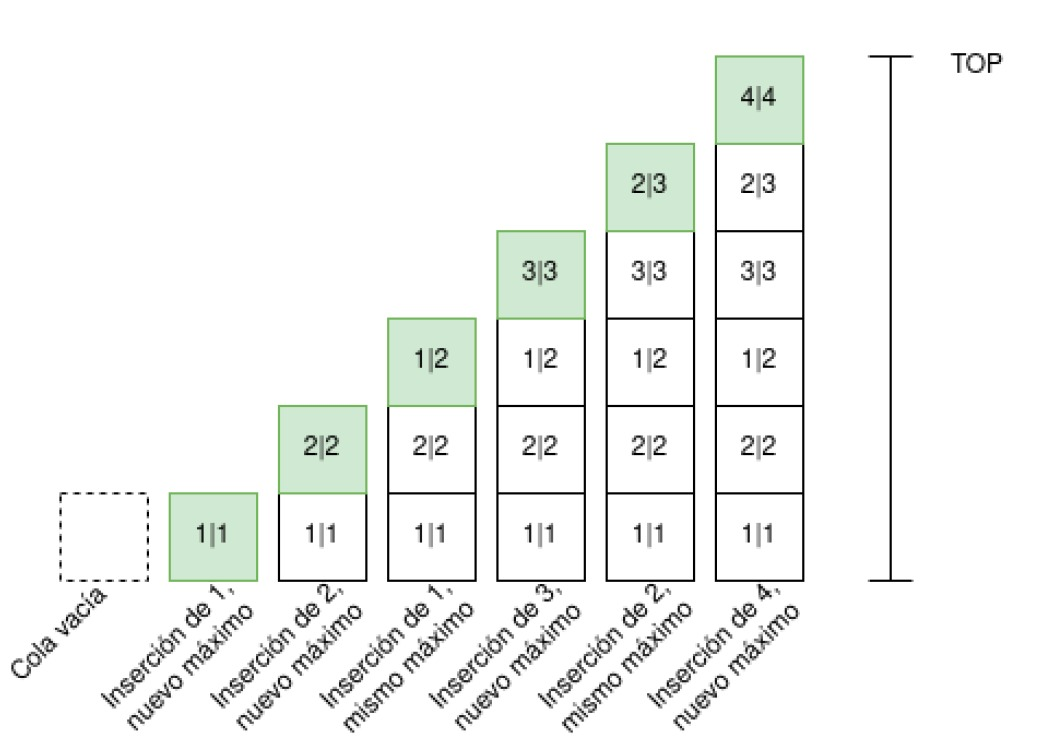 TOP
4|4
2|3
2|3
3|3
3|3
3|3
1|2
1|2
1|2
1|2
2|2
2|2
2|2
2|2
2|2
1|1
1|1
1|1
1|1
1|1
1|1
Cola vacía
Inserción de 1,
nuevo máximo
Inserción de 2,
nuevo máximo
Inserción de 1,
mismo máximo
Inserción de 3,
nuevo máximo
Inserción de 2,
mismo máximo
Inserción de 4,
nuevo máximo